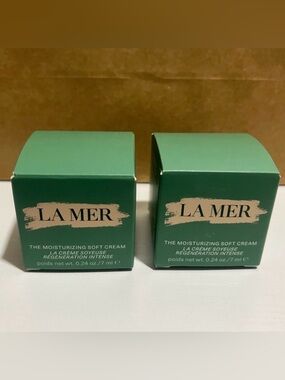 LA MER
THE MOISTURIZING SOFT CREAM
LA CRÈME SOYEUSE
RÉGÉNÉRATION INTENSE
poids net wt. 0.24 oz./7 ml ℮
LA MER
THE MOISTURIZING SOFT CREAM
LA CRÈME SOYEUSE
RÉGÉNÉRATION INTENSE
poids net wt. 0.24 oz./7 ml ℮